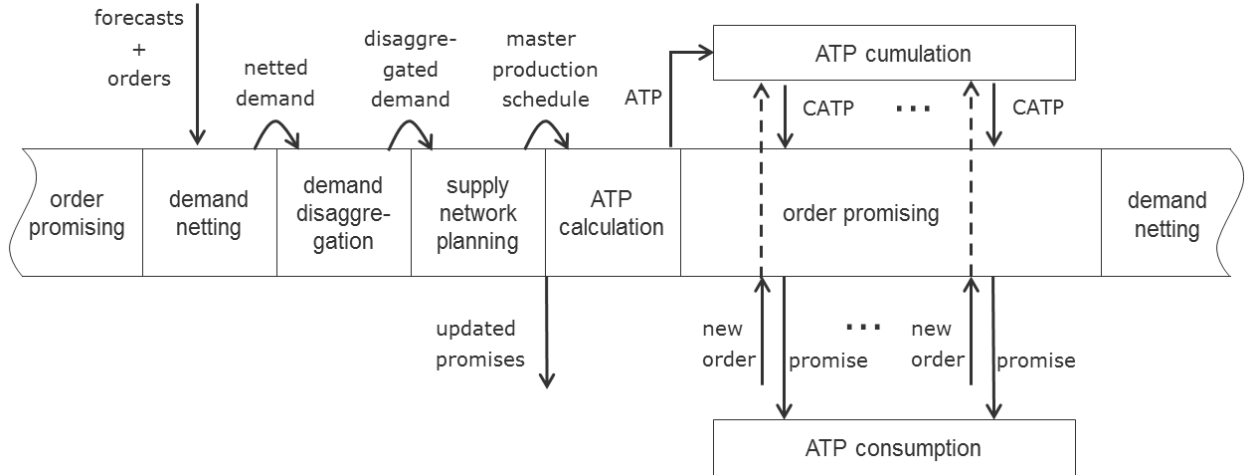 forecasts
+
orders
netted
demand
disaggre-
gated
demand
master
production
schedule
ATP
ATP cumulation
CATP
...
CATP
order
promising
demand
netting
demand
disaggre-
gation
supply
network
planning
ATP
calculation
order promising
demand
netting
updated
promises
new
order
promise
...
new
order
promise
ATP consumption